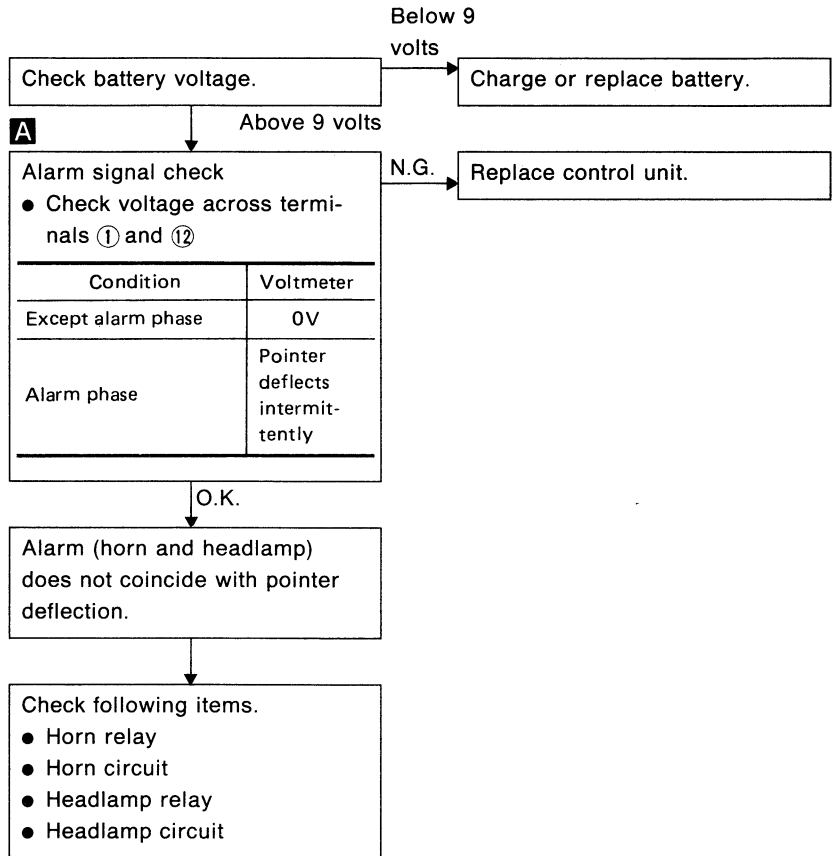 Below 9
volts
Check battery voltage.
Charge or replace battery.
Above 9 volts
A
Alarm signal check
N.G.
Replace control unit.
● Check voltage across termi-
nals ① and ⑫
Condition Voltmeter
Except alarm phase 0V
Alarm phase
Pointer
deflects
intermit-
tently
O.K.
Alarm (horn and headlamp)
does not coincide with pointer
deflection.
Check following items.
● Horn relay
● Horn circuit
● Headlamp relay
● Headlamp circuit